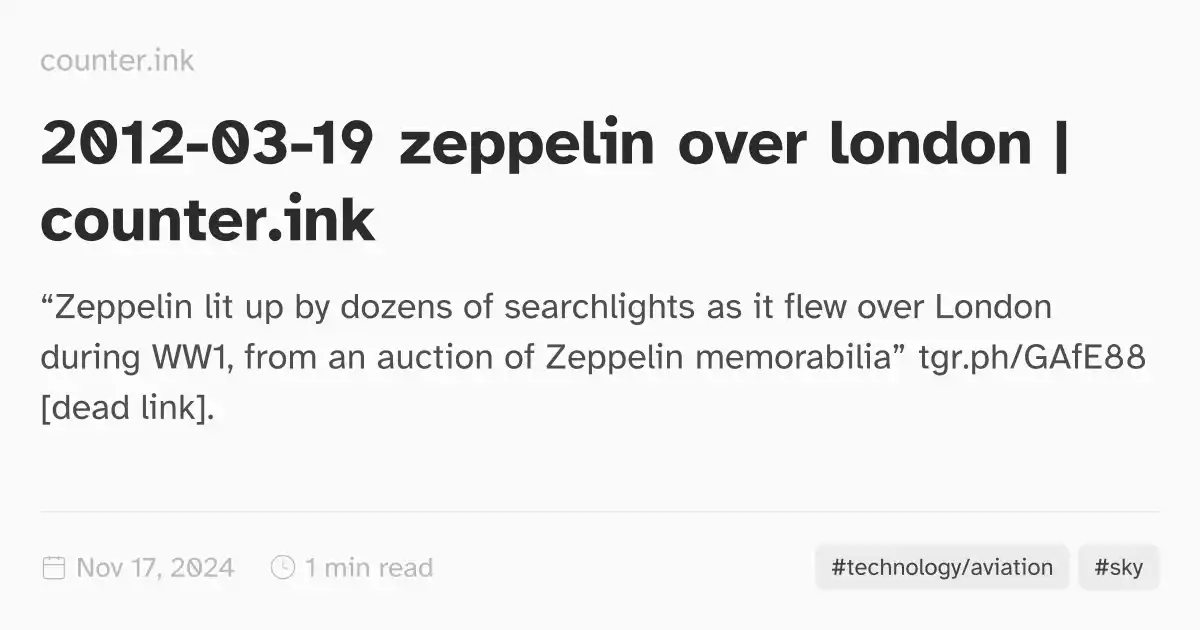 counter.ink
2012-03-19 zeppelin over london |
counter.ink
“Zeppelin lit up by dozens of searchlights as it flew over London
during WW1, from an auction of Zeppelin memorabilia” tgr.ph/GAfE88
[dead link].
Nov 17, 2024 1 min read #technology/aviation #sky